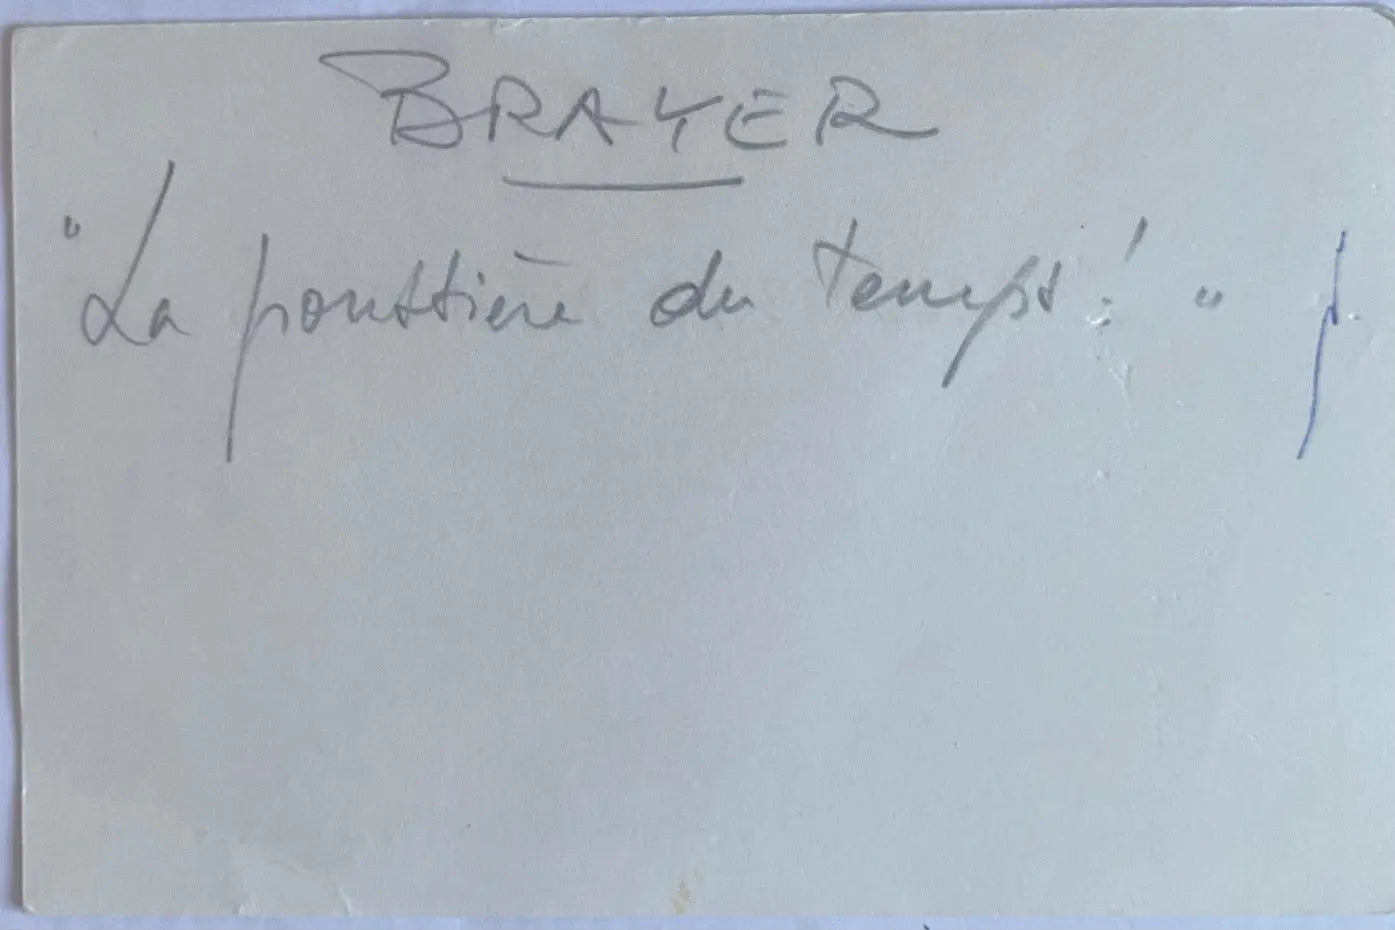 BRAYER
"La poussière du temps! " p.